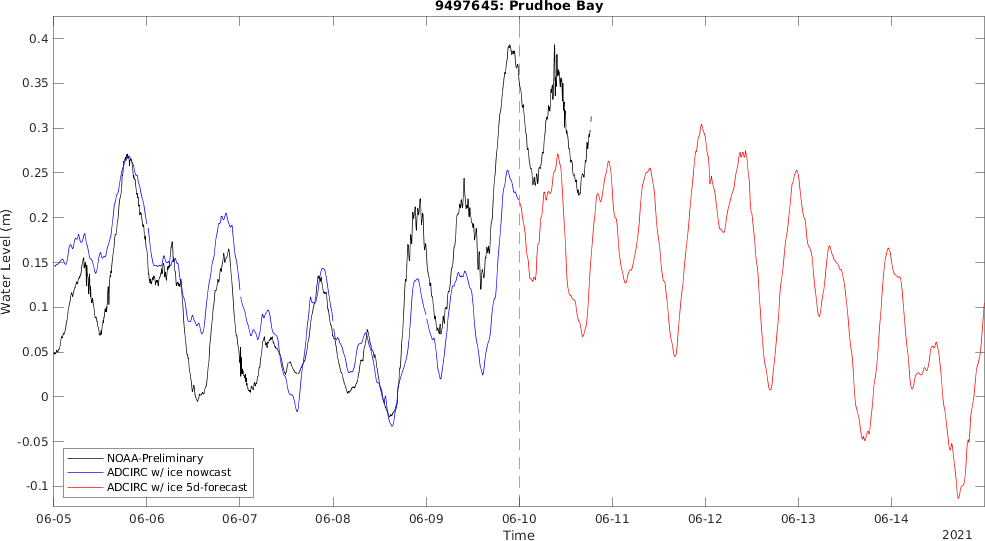 9497645: Prudhoe Bay
Water Level (m)
0.4
0.35
0.3
0.25
0.2
0.15
0.1
0.05
0
-0.05
-0.1
NOAA-Preliminary
ADCIRC w/ ice nowcast
ADCIRC w/ ice 5d-forecast
06-05 06-06 06-07 06-08 06-09 06-10 06-11 06-12 06-13 06-14
Time
2021